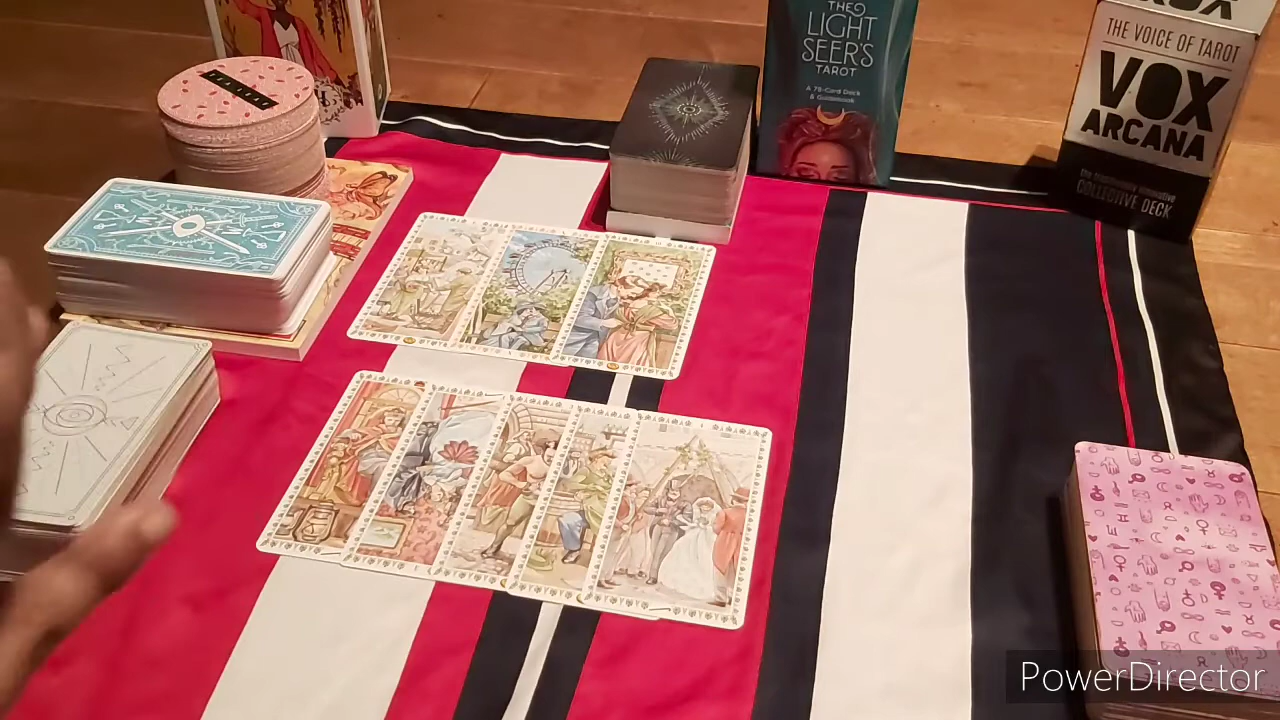 THE
LIGHT
SEER'S
TAROT
A 78-Card Deck
& Guidebook
THE VOICE OF TAROT
VOX
ARCANA
COLLECTIVE DECK
PowerDirector